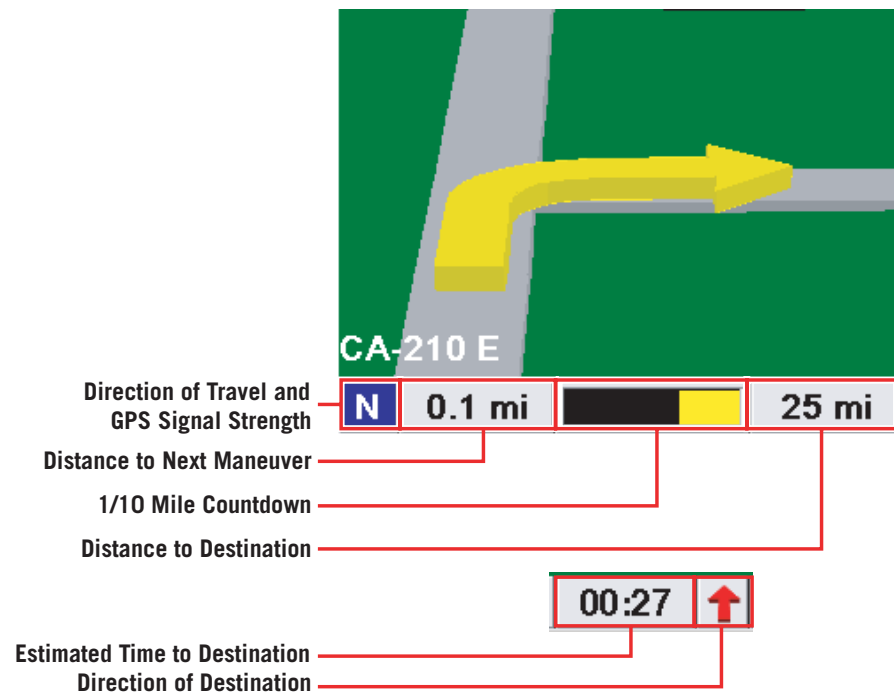 CA-210 E
Direction of Travel and
GPS Signal Strength
N 0.1 mi 25 mi
Distance to Next Maneuver
1/10 Mile Countdown
Distance to Destination
00:27
Estimated Time to Destination
Direction of Destination